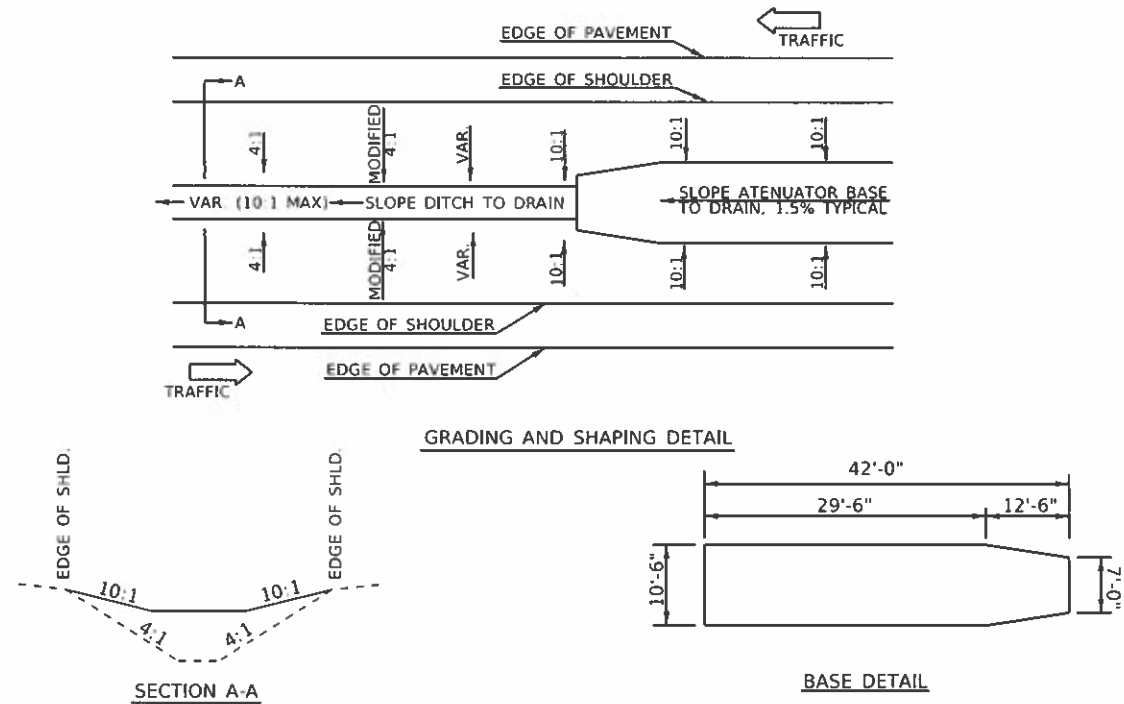 EDGE OF PAVEMENT
TRAFFIC
EDGE OF SHOULDER
A
4:1
MODIFIED
4:1
VAR.
10:1
10:1
10:1
VAR. (10:1 MAX)
SLOPE DITCH TO DRAIN
SLOPE ATENUATOR BASE
TO DRAIN, 1.5% TYPICAL
4:1
MODIFIED
4:1
VAR.
10:1
10:1
10:1
A
EDGE OF SHOULDER
EDGE OF PAVEMENT
TRAFFIC
GRADING AND SHAPING DETAIL
EDGE OF SHLD.
EDGE OF SHLD.
10:1
10:1
4:1
4:1
SECTION A-A
42'-0"
29'-6"
12'-6"
10'-6"
7'-0"
BASE DETAIL